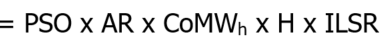 = PSO x AR x CoMWₕ x H x ILSR